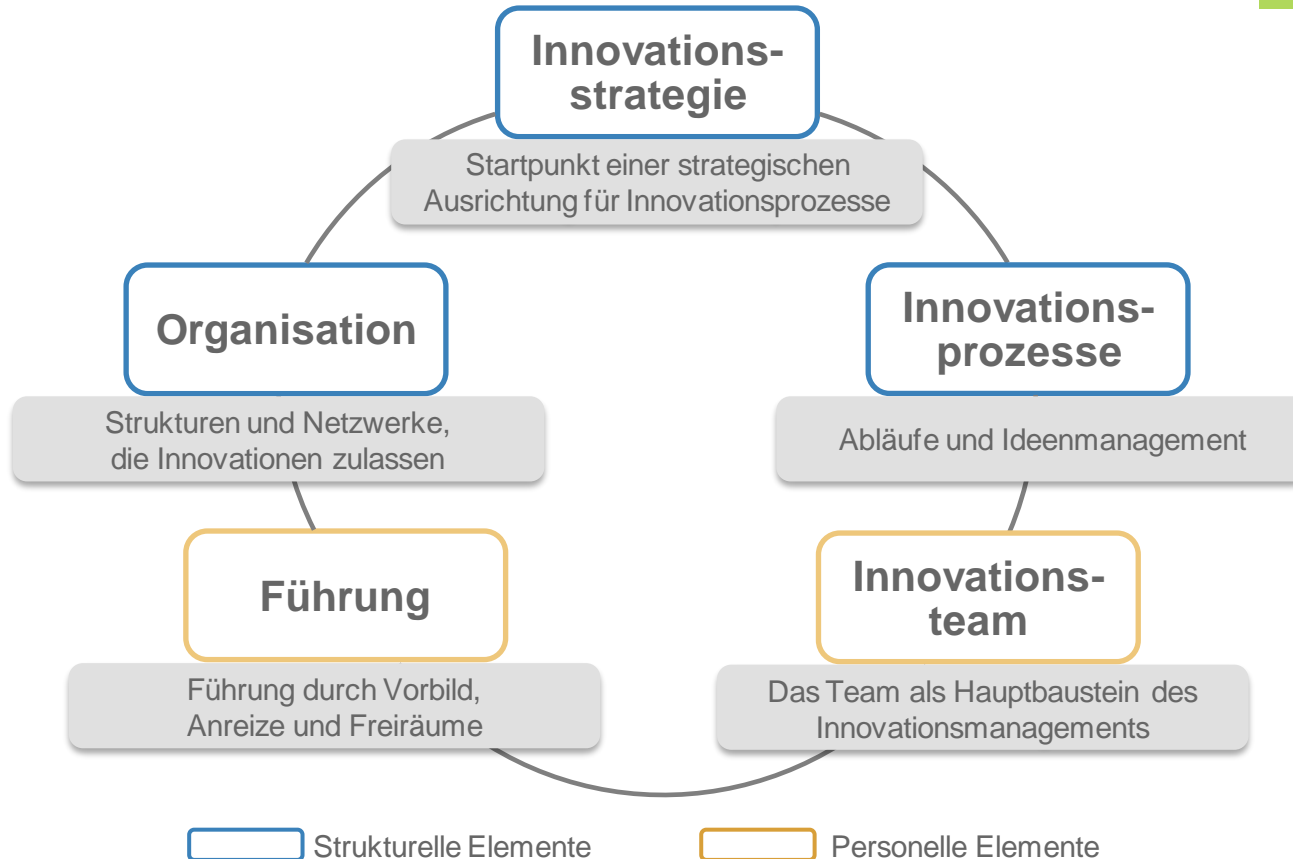 Innovations-
strategie
Startpunkt einer strategischen
Ausrichtung für Innovationsprozesse
Organisation
Strukturen und Netzwerke,
die Innovationen zulassen
Innovations-
prozesse
Abläufe und Ideenmanagement
Führung
Führung durch Vorbild,
Anreize und Freiräume
Innovations-
team
Das Team als Hauptbaustein des
Innovationsmanagements
Strukturelle Elemente
Personelle Elemente